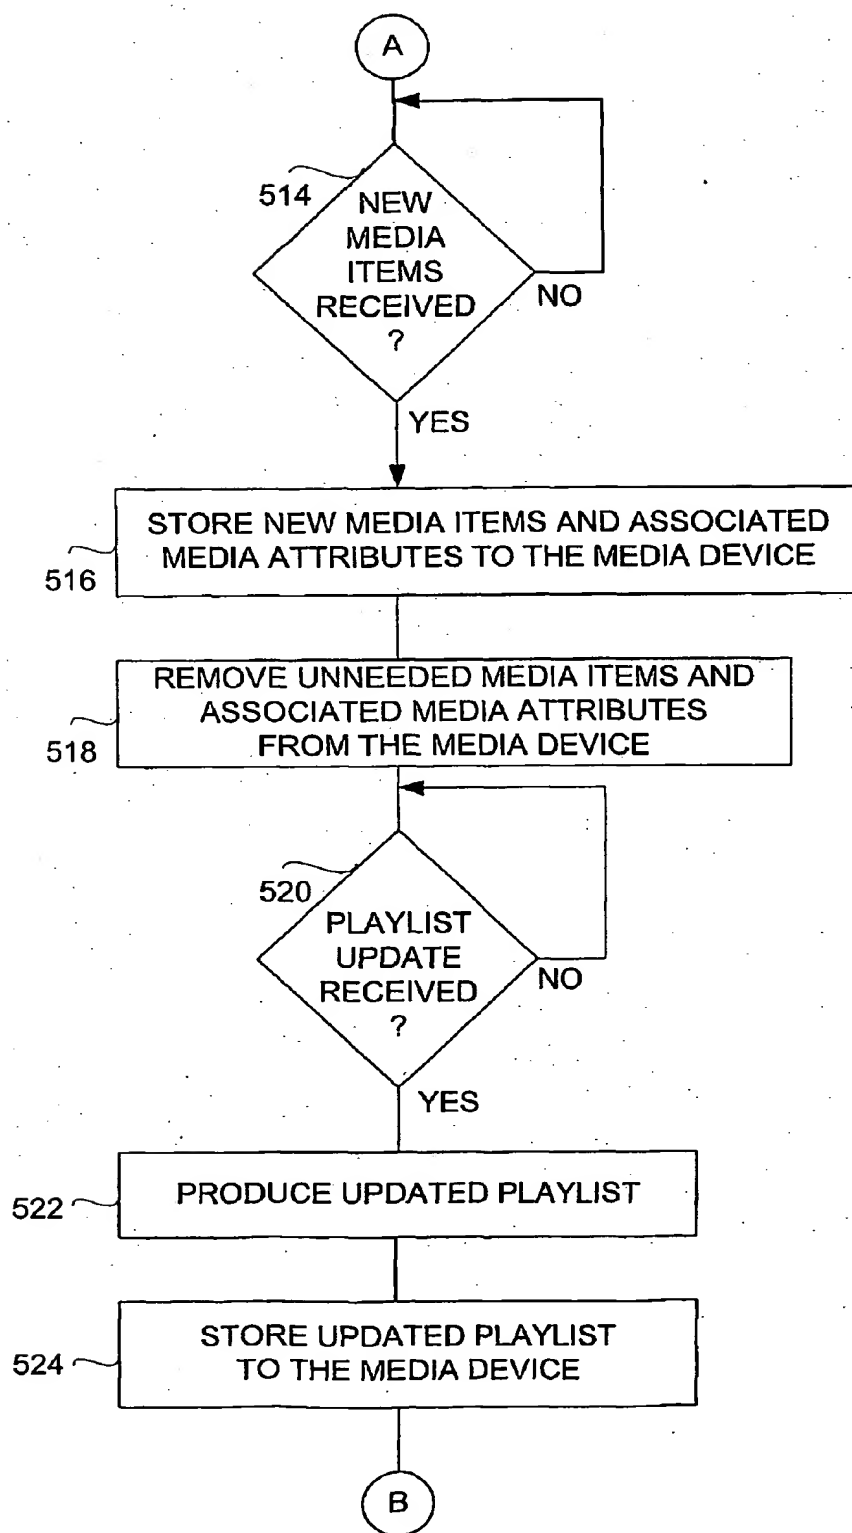 A
514
NEW
MEDIA
ITEMS
RECEIVED
?
NO
YES
STORE NEW MEDIA ITEMS AND ASSOCIATED
MEDIA ATTRIBUTES TO THE MEDIA DEVICE
516
REMOVE UNNEEDED MEDIA ITEMS AND
ASSOCIATED MEDIA ATTRIBUTES
FROM THE MEDIA DEVICE
518
520
PLAYLIST
UPDATE
RECEIVED
?
NO
YES
PRODUCE UPDATED PLAYLIST
522
STORE UPDATED PLAYLIST
TO THE MEDIA DEVICE
524
B